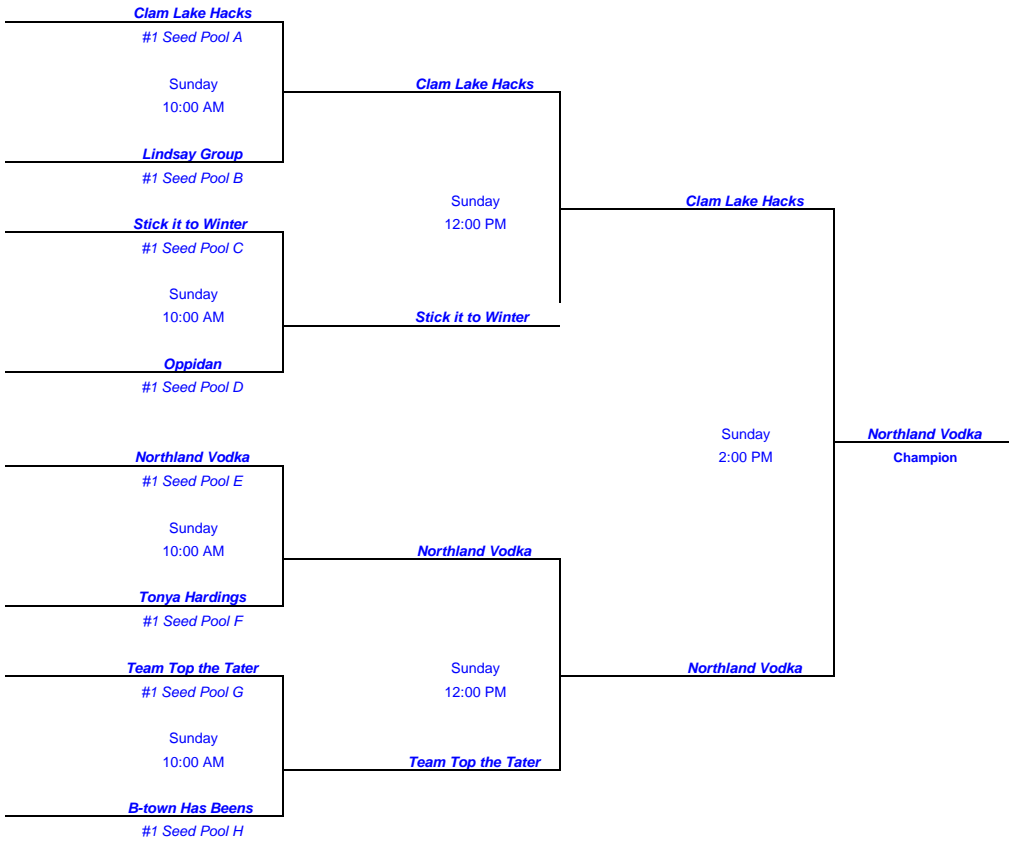 Clam Lake Hacks
#1 Seed Pool A
Sunday
10:00 AM
Lindsay Group
#1 Seed Pool B
Stick it to Winter
#1 Seed Pool C
Sunday
10:00 AM
Oppidan
#1 Seed Pool D
Northland Vodka
#1 Seed Pool E
Sunday
10:00 AM
Tonya Hardings
#1 Seed Pool F
Team Top the Tater
#1 Seed Pool G
Sunday
10:00 AM
B-town Has Beens
#1 Seed Pool H
Clam Lake Hacks
Sunday
12:00 PM
Stick it to Winter
Northland Vodka
Sunday
12:00 PM
Team Top the Tater
Clam Lake Hacks
Sunday
2:00 PM
Northland Vodka
Northland Vodka
Champion